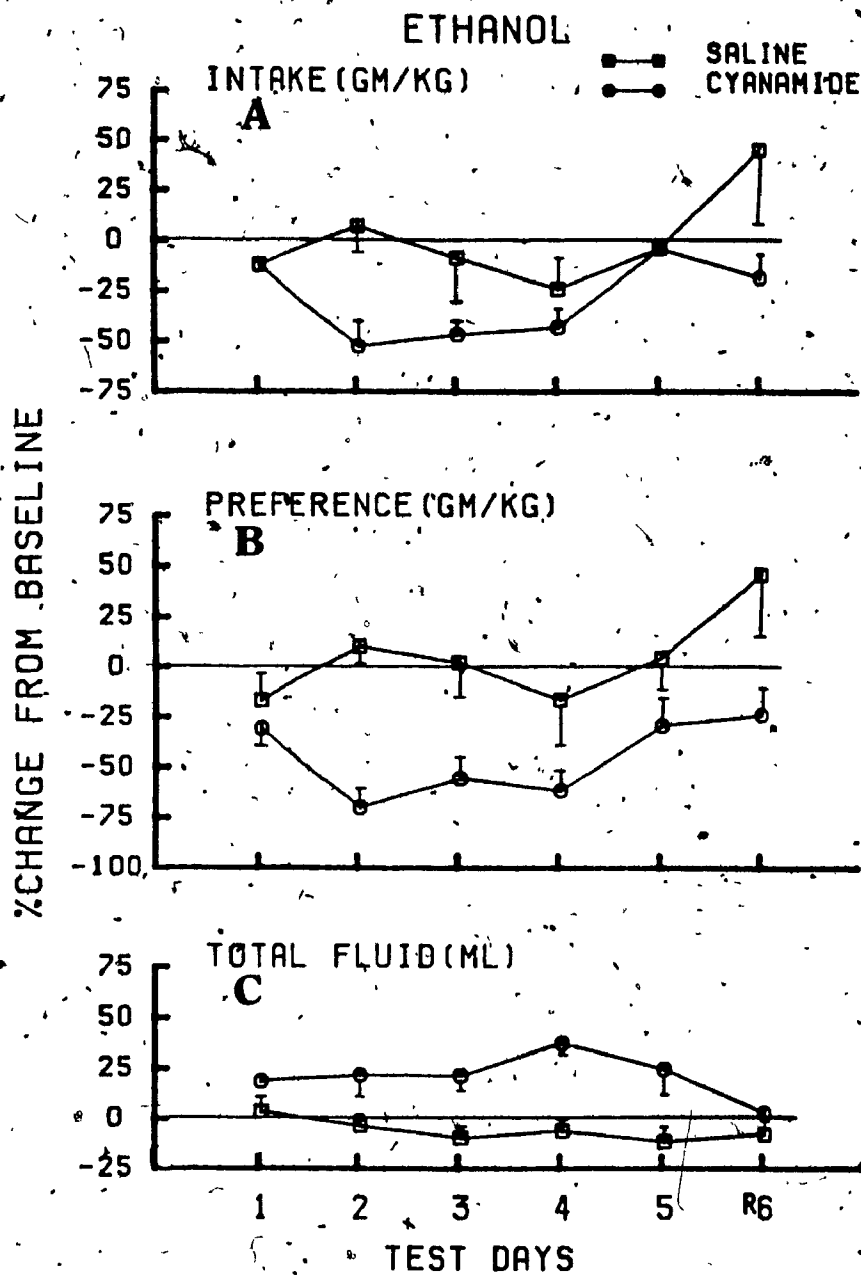 ETHANOL
SALINE
CYANAMIDE
INTAKE(GM/KG)
A
75
50
25
0
-25
-50
-75
%CHANGE FROM BASELINE
PREFERENCE(GM/KG)
B
75
50
25
0
-25
-50
-75
-100
TOTAL FLUID(ML)
C
75
50
25
0
-25
1 2 3 4 5 R6
TEST DAYS